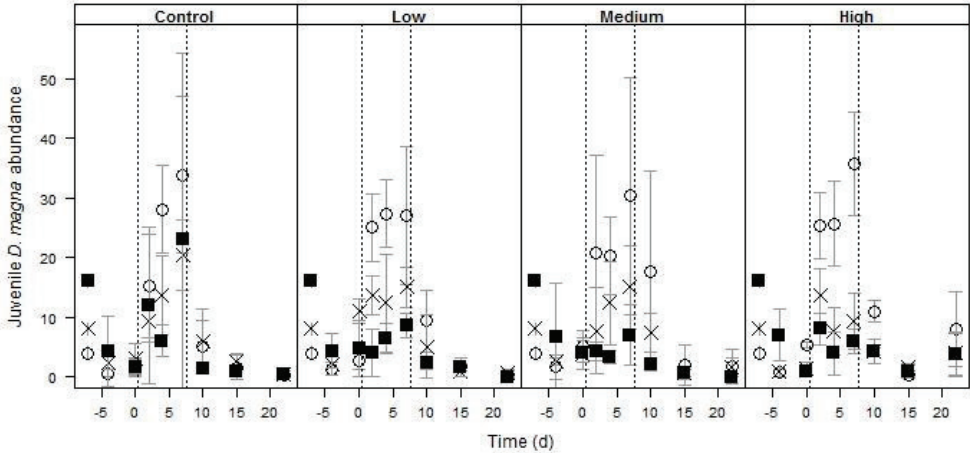 Control Low Medium High
Juvenile D. magna abundance
50
40
30
20
10
0
-5 0 5 10 15 20 -5 0 5 10 15 20 -5 0 5 10 15 20 -5 0 5 10 15 20
Time (d)